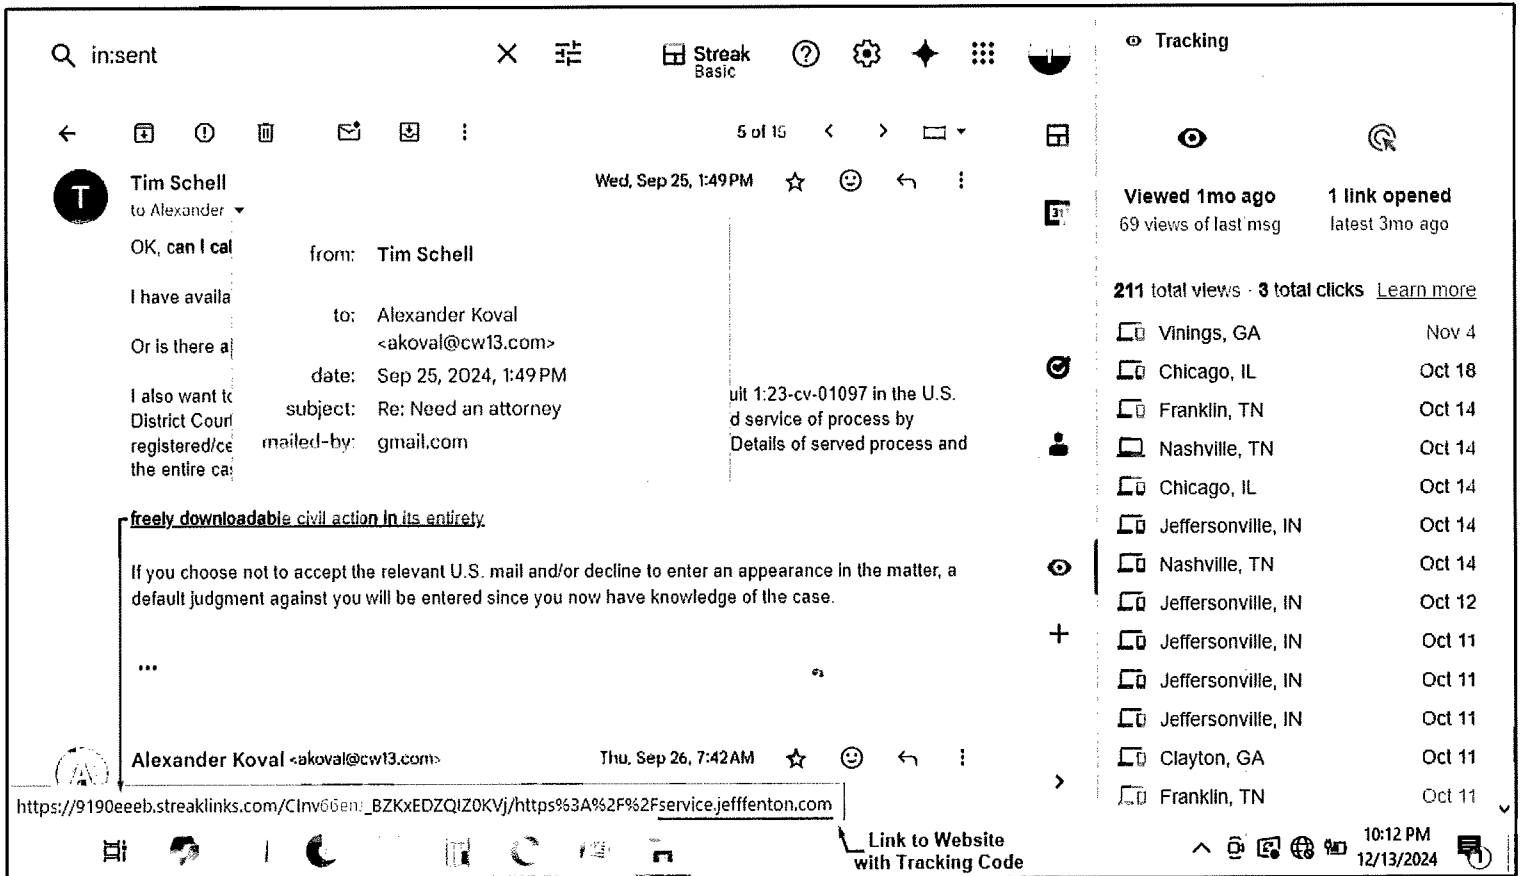 in:sent
Streak
Basic
Tracking
5 of 15
T
Tim Schell
Wed, Sep 25, 1:49 PM
to Alexander
OK, can I cal
I have availa
Or is there a
I also want to
District Court
registered/ce
the entire ca
from: Tim Schell
to: Alexander Koval
<akoval@cw13.com>
date: Sep 25, 2024, 1:49 PM
subject: Re: Need an attorney
mailed-by: gmail.com
uit 1:23-cv-01097 in the U.S.
d service of process by
Details of served process and
freely downloadable civil action in its entirety
If you choose not to accept the relevant U.S. mail and/or decline to enter an appearance in the matter, a
default judgment against you will be entered since you now have knowledge of the case.
...
A
Alexander Koval <akoval@cw13.com>
Thu, Sep 26, 7:42 AM
service.jefffenton.com
Link to Website
with Tracking Code
31
Viewed 1mo ago
69 views of last msg
1 link opened
latest 3mo ago
211 total views · 3 total clicks Learn more
Vinings, GA Nov 4
Chicago, IL Oct 18
Franklin, TN Oct 14
Nashville, TN Oct 14
Chicago, IL Oct 14
Jeffersonville, IN Oct 14
Nashville, TN Oct 14
Jeffersonville, IN Oct 12
Jeffersonville, IN Oct 11
Jeffersonville, IN Oct 11
Jeffersonville, IN Oct 11
Clayton, GA Oct 11
Franklin, TN Oct 11
10:12 PM
12/13/2024
1